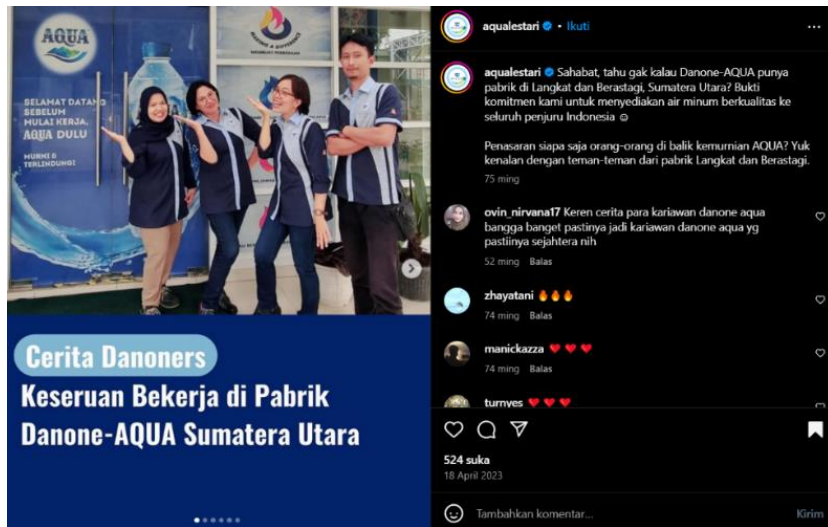 AQUA
SELAMAT DATANG
SEBELUM
MULAI KERJA,
AQUA DULU
MURNI &
TERLINDUNGI
Cerita Danoners
Keseruan Bekerja di Pabrik
Danone-AQUA Sumatera Utara
aqualestari • Ikuti
aqualestari Sahabat, tahu gak kalau Danone-AQUA punya
pabrik di Langkat dan Berastagi, Sumatera Utara? Bukti
komitmen kami untuk menyediakan air minum berkualitas ke
seluruh penjuru Indonesia ☺
Penasaran siapa saja orang-orang di balik kemurnian AQUA? Yuk
kenalan dengan teman-teman dari pabrik Langkat dan Berastagi.
75 ming
ovin_nirvana17 Keren cerita para kariawan danone aqua
bangga banget pastinya jadi kariawan danone aqua yg
pastiinya sejahtera nih
52 ming Balas
zhayatani 🔥🔥🔥
74 ming Balas
manickazza ❤️❤️❤️
74 ming Balas
turnyes ❤️❤️❤️
524 suka
18 April 2023
Tambahkan komentar...
Kirim